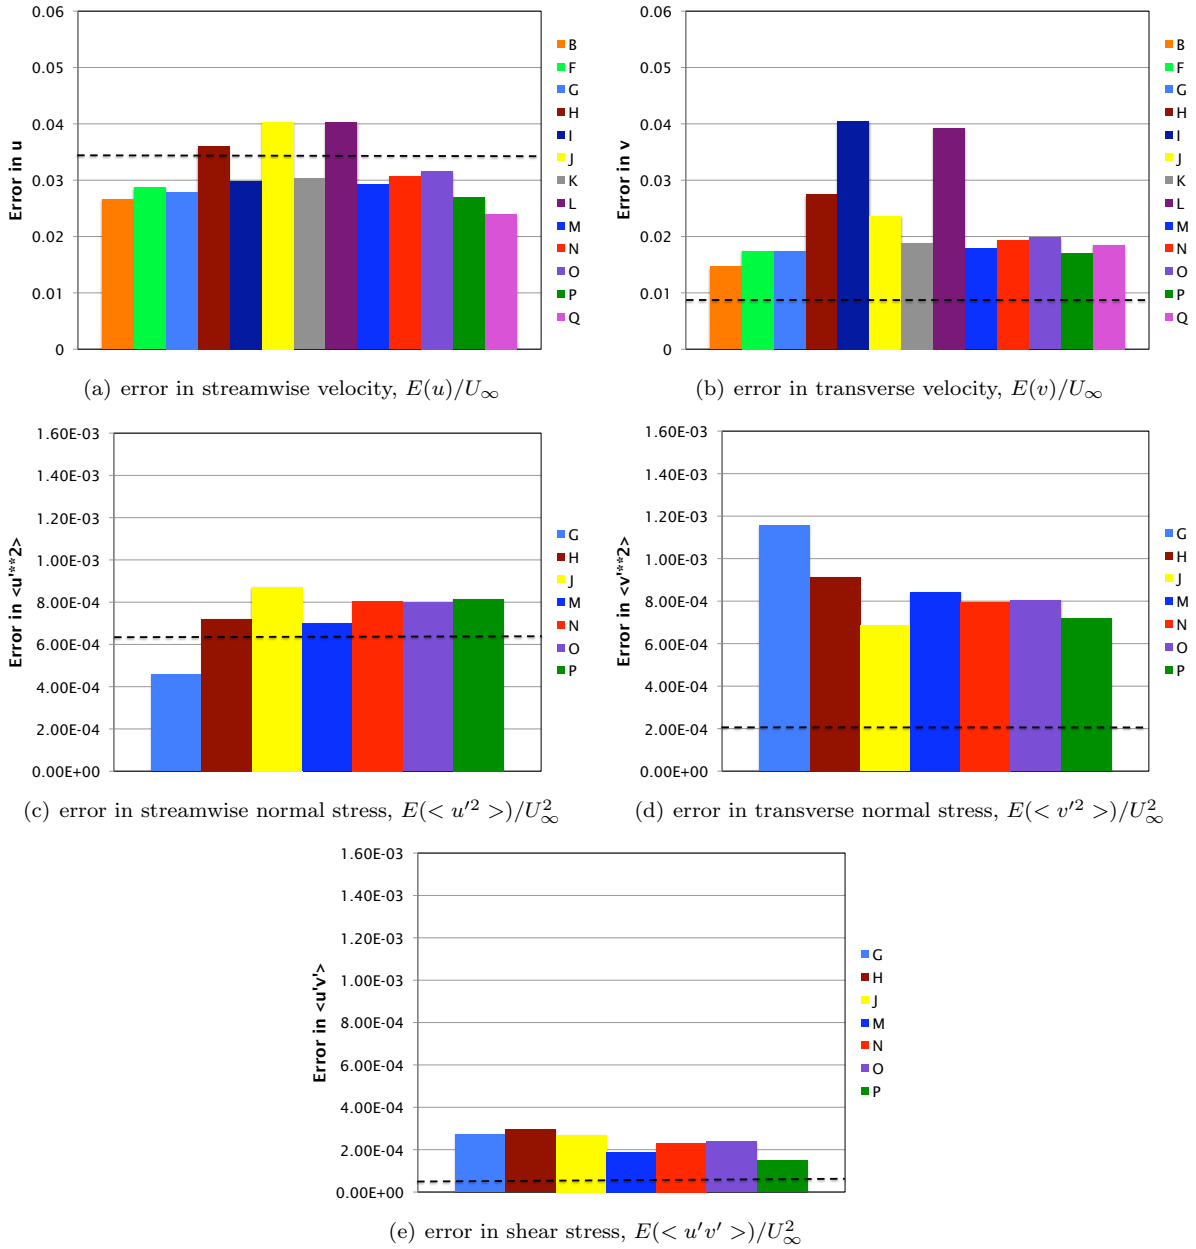 0.06
0.05
0.04
0.03
0.02
0.01
0
Error in u
B
F
G
H
I
J
K
L
M
N
O
P
Q
(a) error in streamwise velocity, E(u)/U∞
0.06
0.05
0.04
0.03
0.02
0.01
0
Error in v
B
F
G
H
I
J
K
L
M
N
O
P
Q
(b) error in transverse velocity, E(v)/U∞
1.60E-03
1.40E-03
1.20E-03
1.00E-03
8.00E-04
6.00E-04
4.00E-04
2.00E-04
0.00E+00
Error in <u'**2>
G
H
J
M
N
O
P
(c) error in streamwise normal stress, E(< u′² >)/U²∞
1.60E-03
1.40E-03
1.20E-03
1.00E-03
8.00E-04
6.00E-04
4.00E-04
2.00E-04
0.00E+00
Error in <v'**2>
G
H
J
M
N
O
P
(d) error in transverse normal stress, E(< v′² >)/U²∞
1.60E-03
1.40E-03
1.20E-03
1.00E-03
8.00E-04
6.00E-04
4.00E-04
2.00E-04
0.00E+00
Error in <u'v'>
G
H
J
M
N
O
P
(e) error in shear stress, E(< u′v′ >)/U²∞